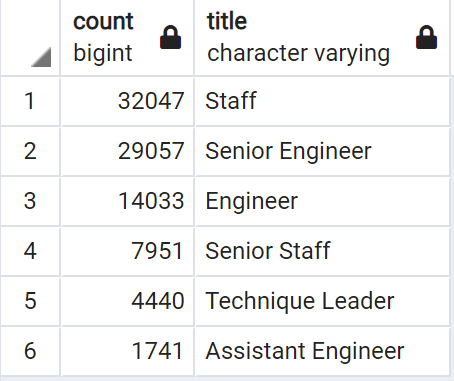 count title
bigint character varying
1 32047 Staff
2 29057 Senior Engineer
3 14033 Engineer
4 7951 Senior Staff
5 4440 Technique Leader
6 1741 Assistant Engineer